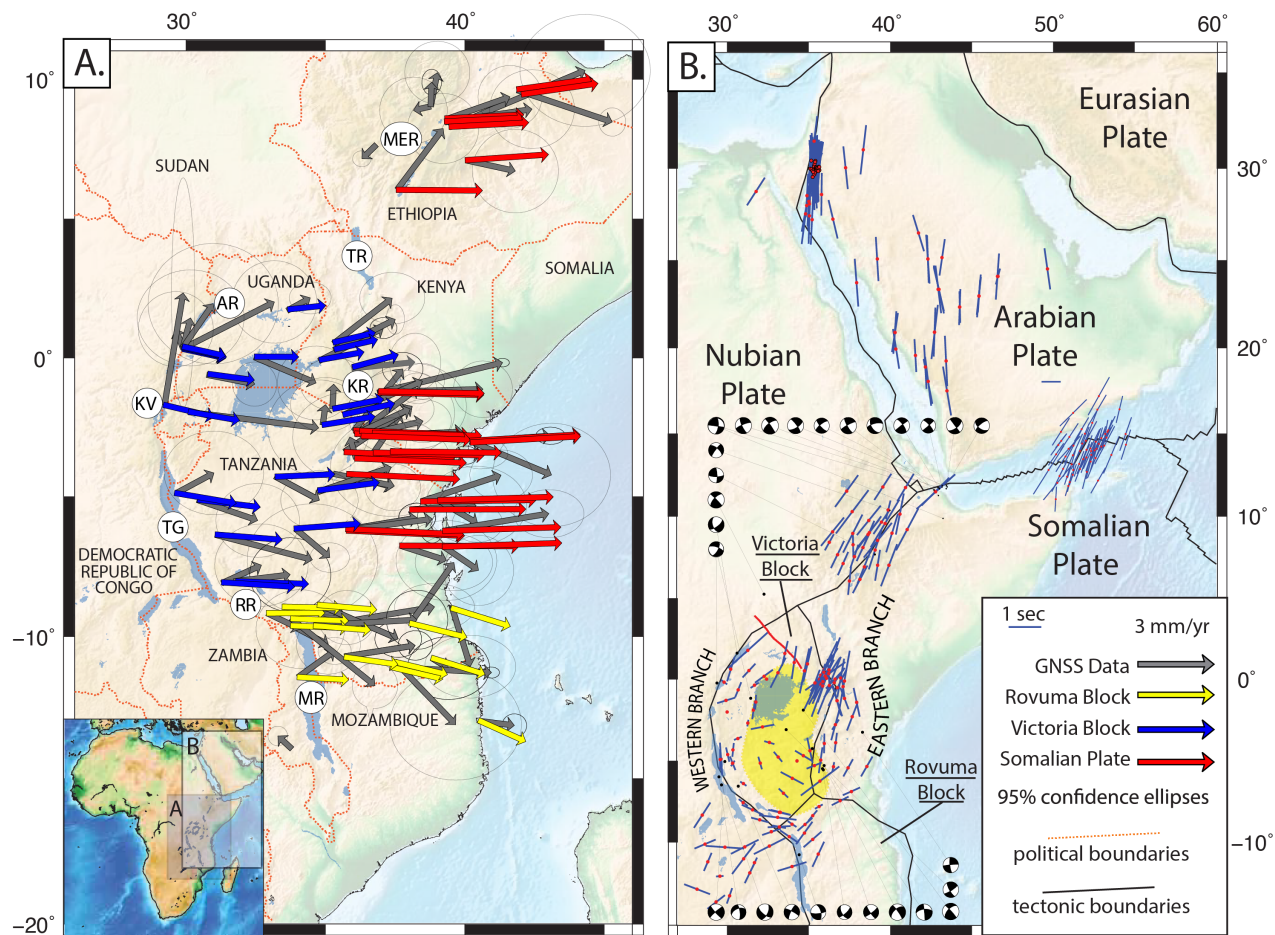 30°
40°
A.
10°
0°
−10°
−20°
MER
SUDAN
ETHIOPIA
TR
SOMALIA
UGANDA
KENYA
AR
KR
KV
TANZANIA
TG
DEMOCRATIC
REPUBLIC OF
CONGO
RR
ZAMBIA
MR
MOZAMBIQUE
B
A
30°
40°
50°
60°
B.
Eurasian
Plate
30°
Arabian
Plate
Nubian
Plate
20°
Somalian
Plate
10°
Victoria
Block
WESTERN BRANCH
EASTERN BRANCH
Rovuma
Block
0°
−10°
1 sec
3 mm/yr
GNSS Data
Rovuma Block
Victoria Block
Somalian Plate
95% confidence ellipses
political boundaries
tectonic boundaries